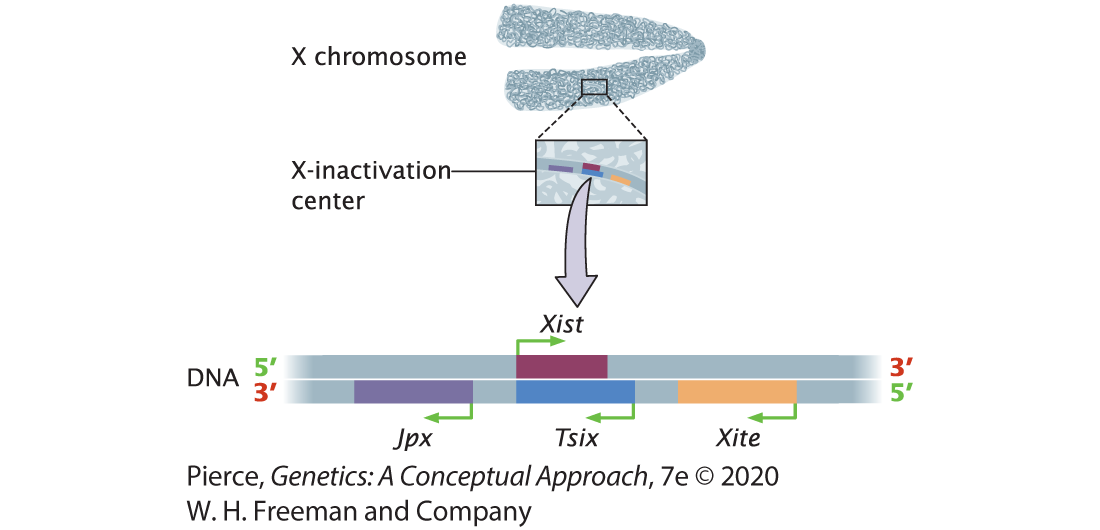 X chromosome
X-inactivation
center
Xist
DNA
5′
3′
3′
5′
Jpx
Tsix
Xite
Pierce, Genetics: A Conceptual Approach, 7e © 2020
W. H. Freeman and Company